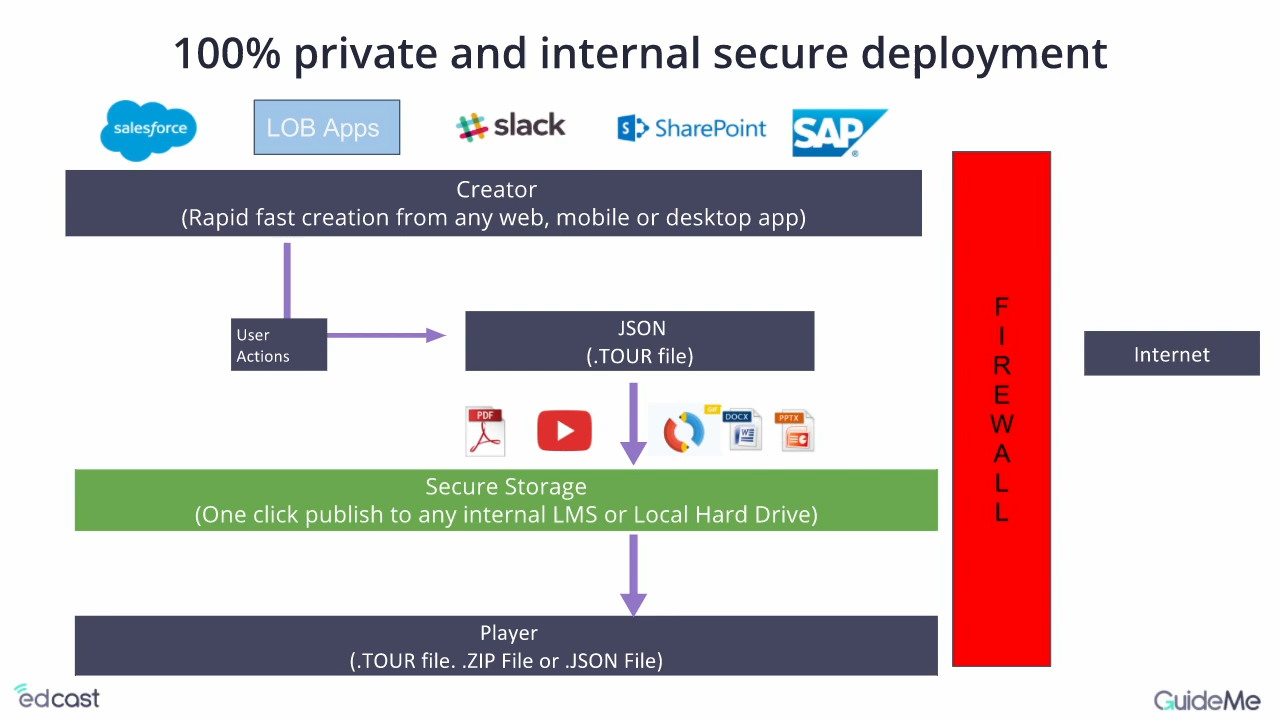 100% private and internal secure deployment
salesforce
LOB Apps
slack
SharePoint
SAP
®
Creator
(Rapid fast creation from any web, mobile or desktop app)
User
Actions
JSON
(.TOUR file)
F
I
R
E
W
A
L
L
Internet
PDF
GIF
DOCX
W
PPTX
P
Secure Storage
(One click publish to any internal LMS or Local Hard Drive)
Player
(.TOUR file. .ZIP File or .JSON File)
edcast
GuideMe